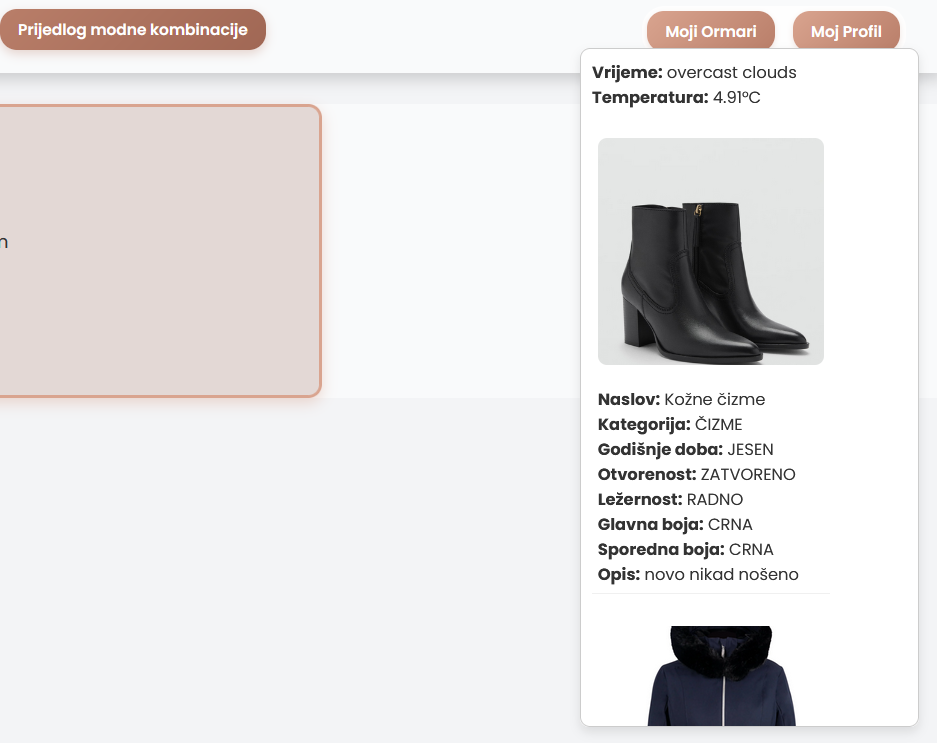 Prijedlog modne kombinacije
Moji Ormari
Moj Profil
Vrijeme: overcast clouds
Temperatura: 4.91°C
n
Naslov: Kožne čizme
Kategorija: ČIZME
Godišnje doba: JESEN
Otvorenost: ZATVORENO
Ležernost: RADNO
Glavna boja: CRNA
Sporedna boja: CRNA
Opis: novo nikad nošeno